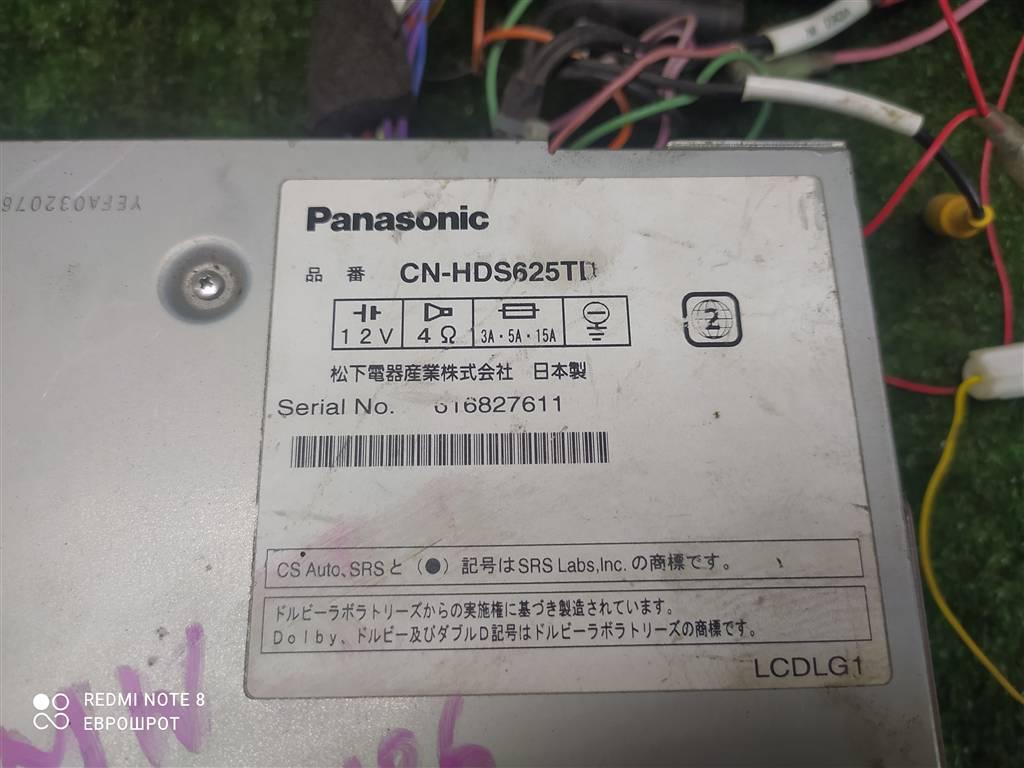 YEFA032076
Panasonic
品番 CN-HDS625TD
12V 4Ω 3A・5A・15A
2
松下電器産業株式会社 日本製
Serial No. 616827611
CS Auto, SRSと(●)記号はSRS Labs,Inc.の商標です。
ドルビーラボラトリーズからの実施権に基づき製造されています。
Dolby、ドルビー及びダブルD記号はドルビーラボラトリーズの商標です。
LCDLG1
REDMI NOTE 8
ЕВРОШРОТ